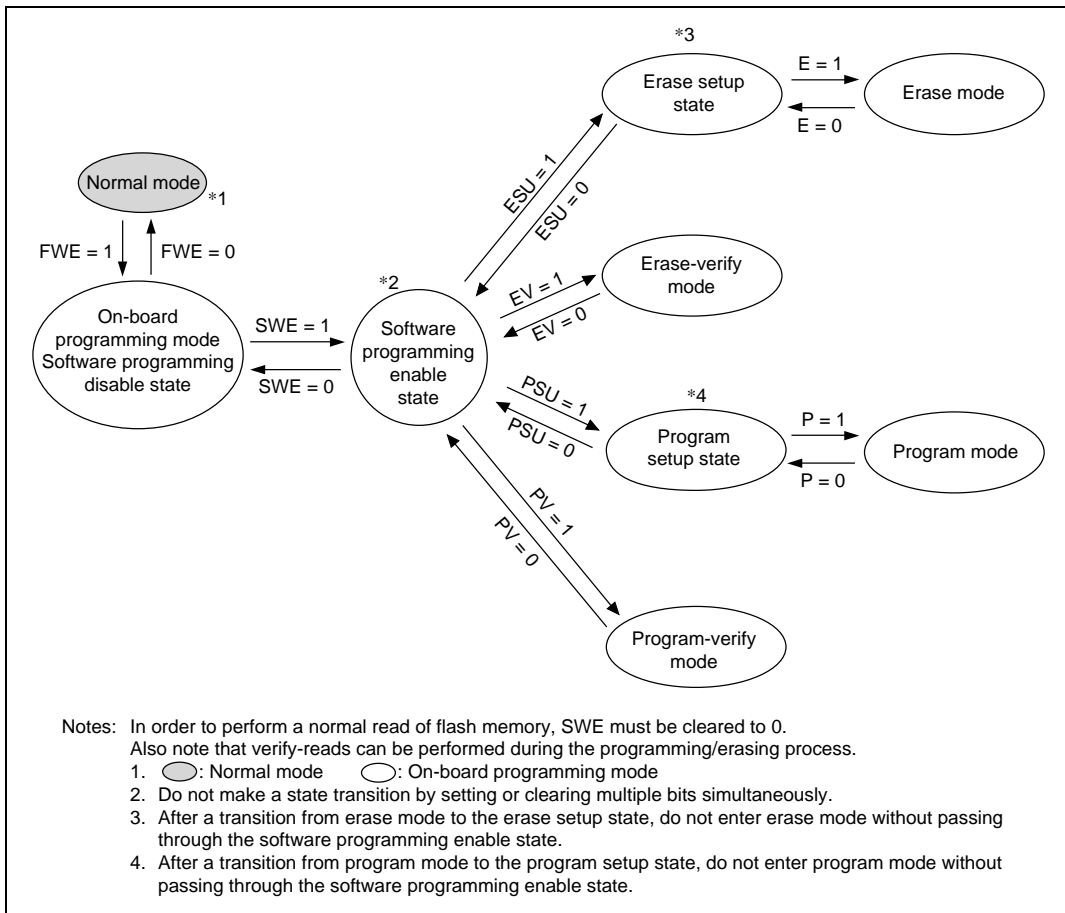 *3
Erase setup
state
E = 1
E = 0
Erase mode
Normal mode
*1
FWE = 1
FWE = 0
ESU = 1
ESU = 0
*2
EV = 1
EV = 0
Erase-verify
mode
On-board
programming mode
Software programming
disable state
SWE = 1
SWE = 0
Software
programming
enable
state
PSU = 1
PSU = 0
*4
Program
setup state
P = 1
P = 0
Program mode
PV = 1
PV = 0
Program-verify
mode
Notes: In order to perform a normal read of flash memory, SWE must be cleared to 0.
Also note that verify-reads can be performed during the programming/erasing process.
1. : Normal mode : On-board programming mode
2. Do not make a state transition by setting or clearing multiple bits simultaneously.
3. After a transition from erase mode to the erase setup state, do not enter erase mode without passing
through the software programming enable state.
4. After a transition from program mode to the program setup state, do not enter program mode without
passing through the software programming enable state.